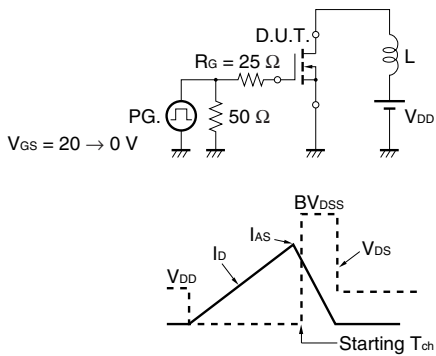 D.U.T.
L
RG = 25 Ω
PG.
50 Ω
VDD
VGS = 20 → 0 V
BVDSS
IAS
ID
VDS
VDD
Starting Tch